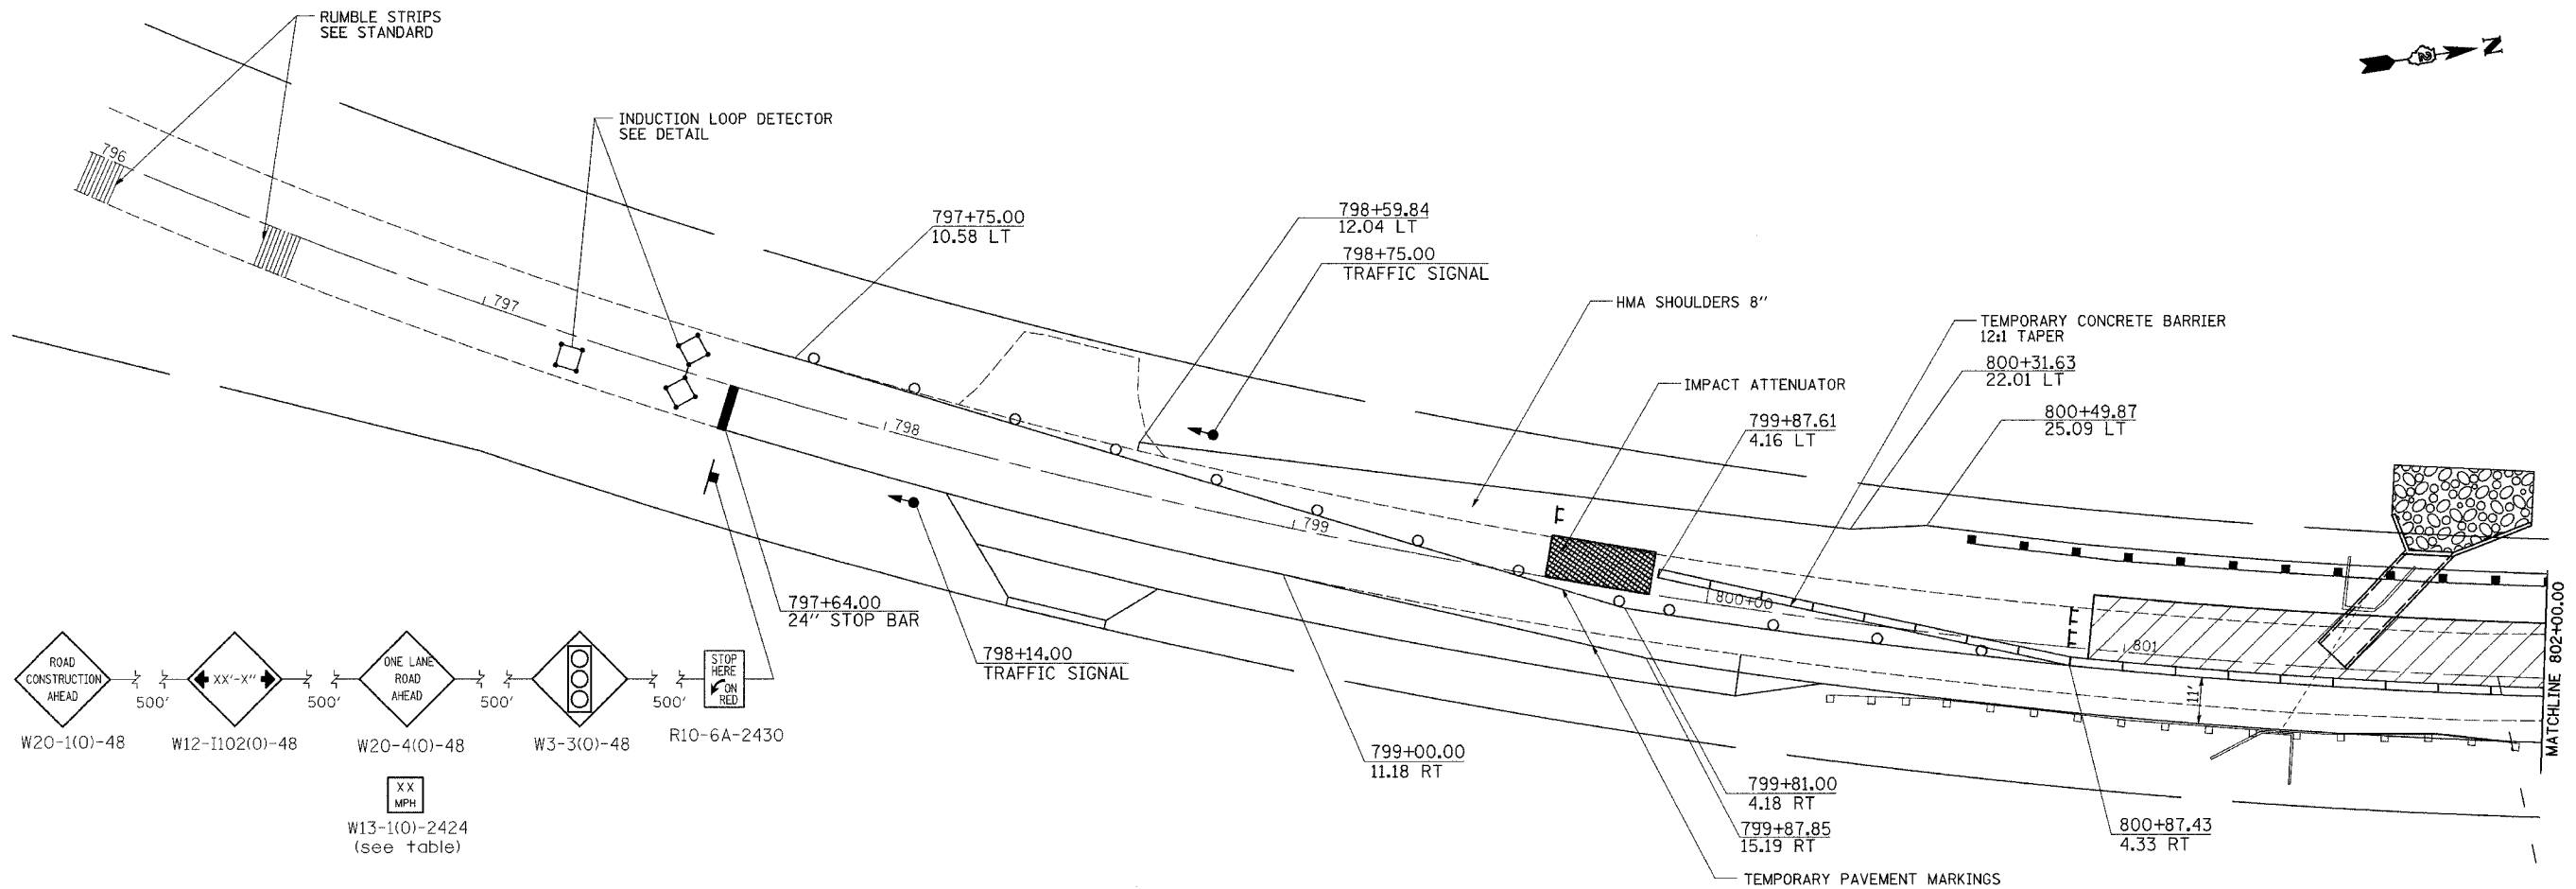 RUMBLE STRIPS
SEE STANDARD
N
INDUCTION LOOP DETECTOR
SEE DETAIL
796
797+75.00
10.58 LT
798+59.84
12.04 LT
798+75.00
TRAFFIC SIGNAL
HMA SHOULDERS 8"
TEMPORARY CONCRETE BARRIER
12:1 TAPER
800+31.63
22.01 LT
IMPACT ATTENUATOR
799+87.61
4.16 LT
800+49.87
25.09 LT
797
798
799
800+00
801
11'
MATCHLINE 802+00.00
797+64.00
24" STOP BAR
798+14.00
TRAFFIC SIGNAL
799+00.00
11.18 RT
799+81.00
4.18 RT
799+87.85
15.19 RT
800+87.43
4.33 RT
TEMPORARY PAVEMENT MARKINGS
ROAD
CONSTRUCTION
AHEAD
500'
XX'-X"
500'
ONE LANE
ROAD
AHEAD
500'
500'
STOP
HERE
ON
RED
W20-1(O)-48
W12-I102(O)-48
W20-4(O)-48
W3-3(O)-48
R10-6A-2430
XX
MPH
W13-1(O)-2424
(see table)